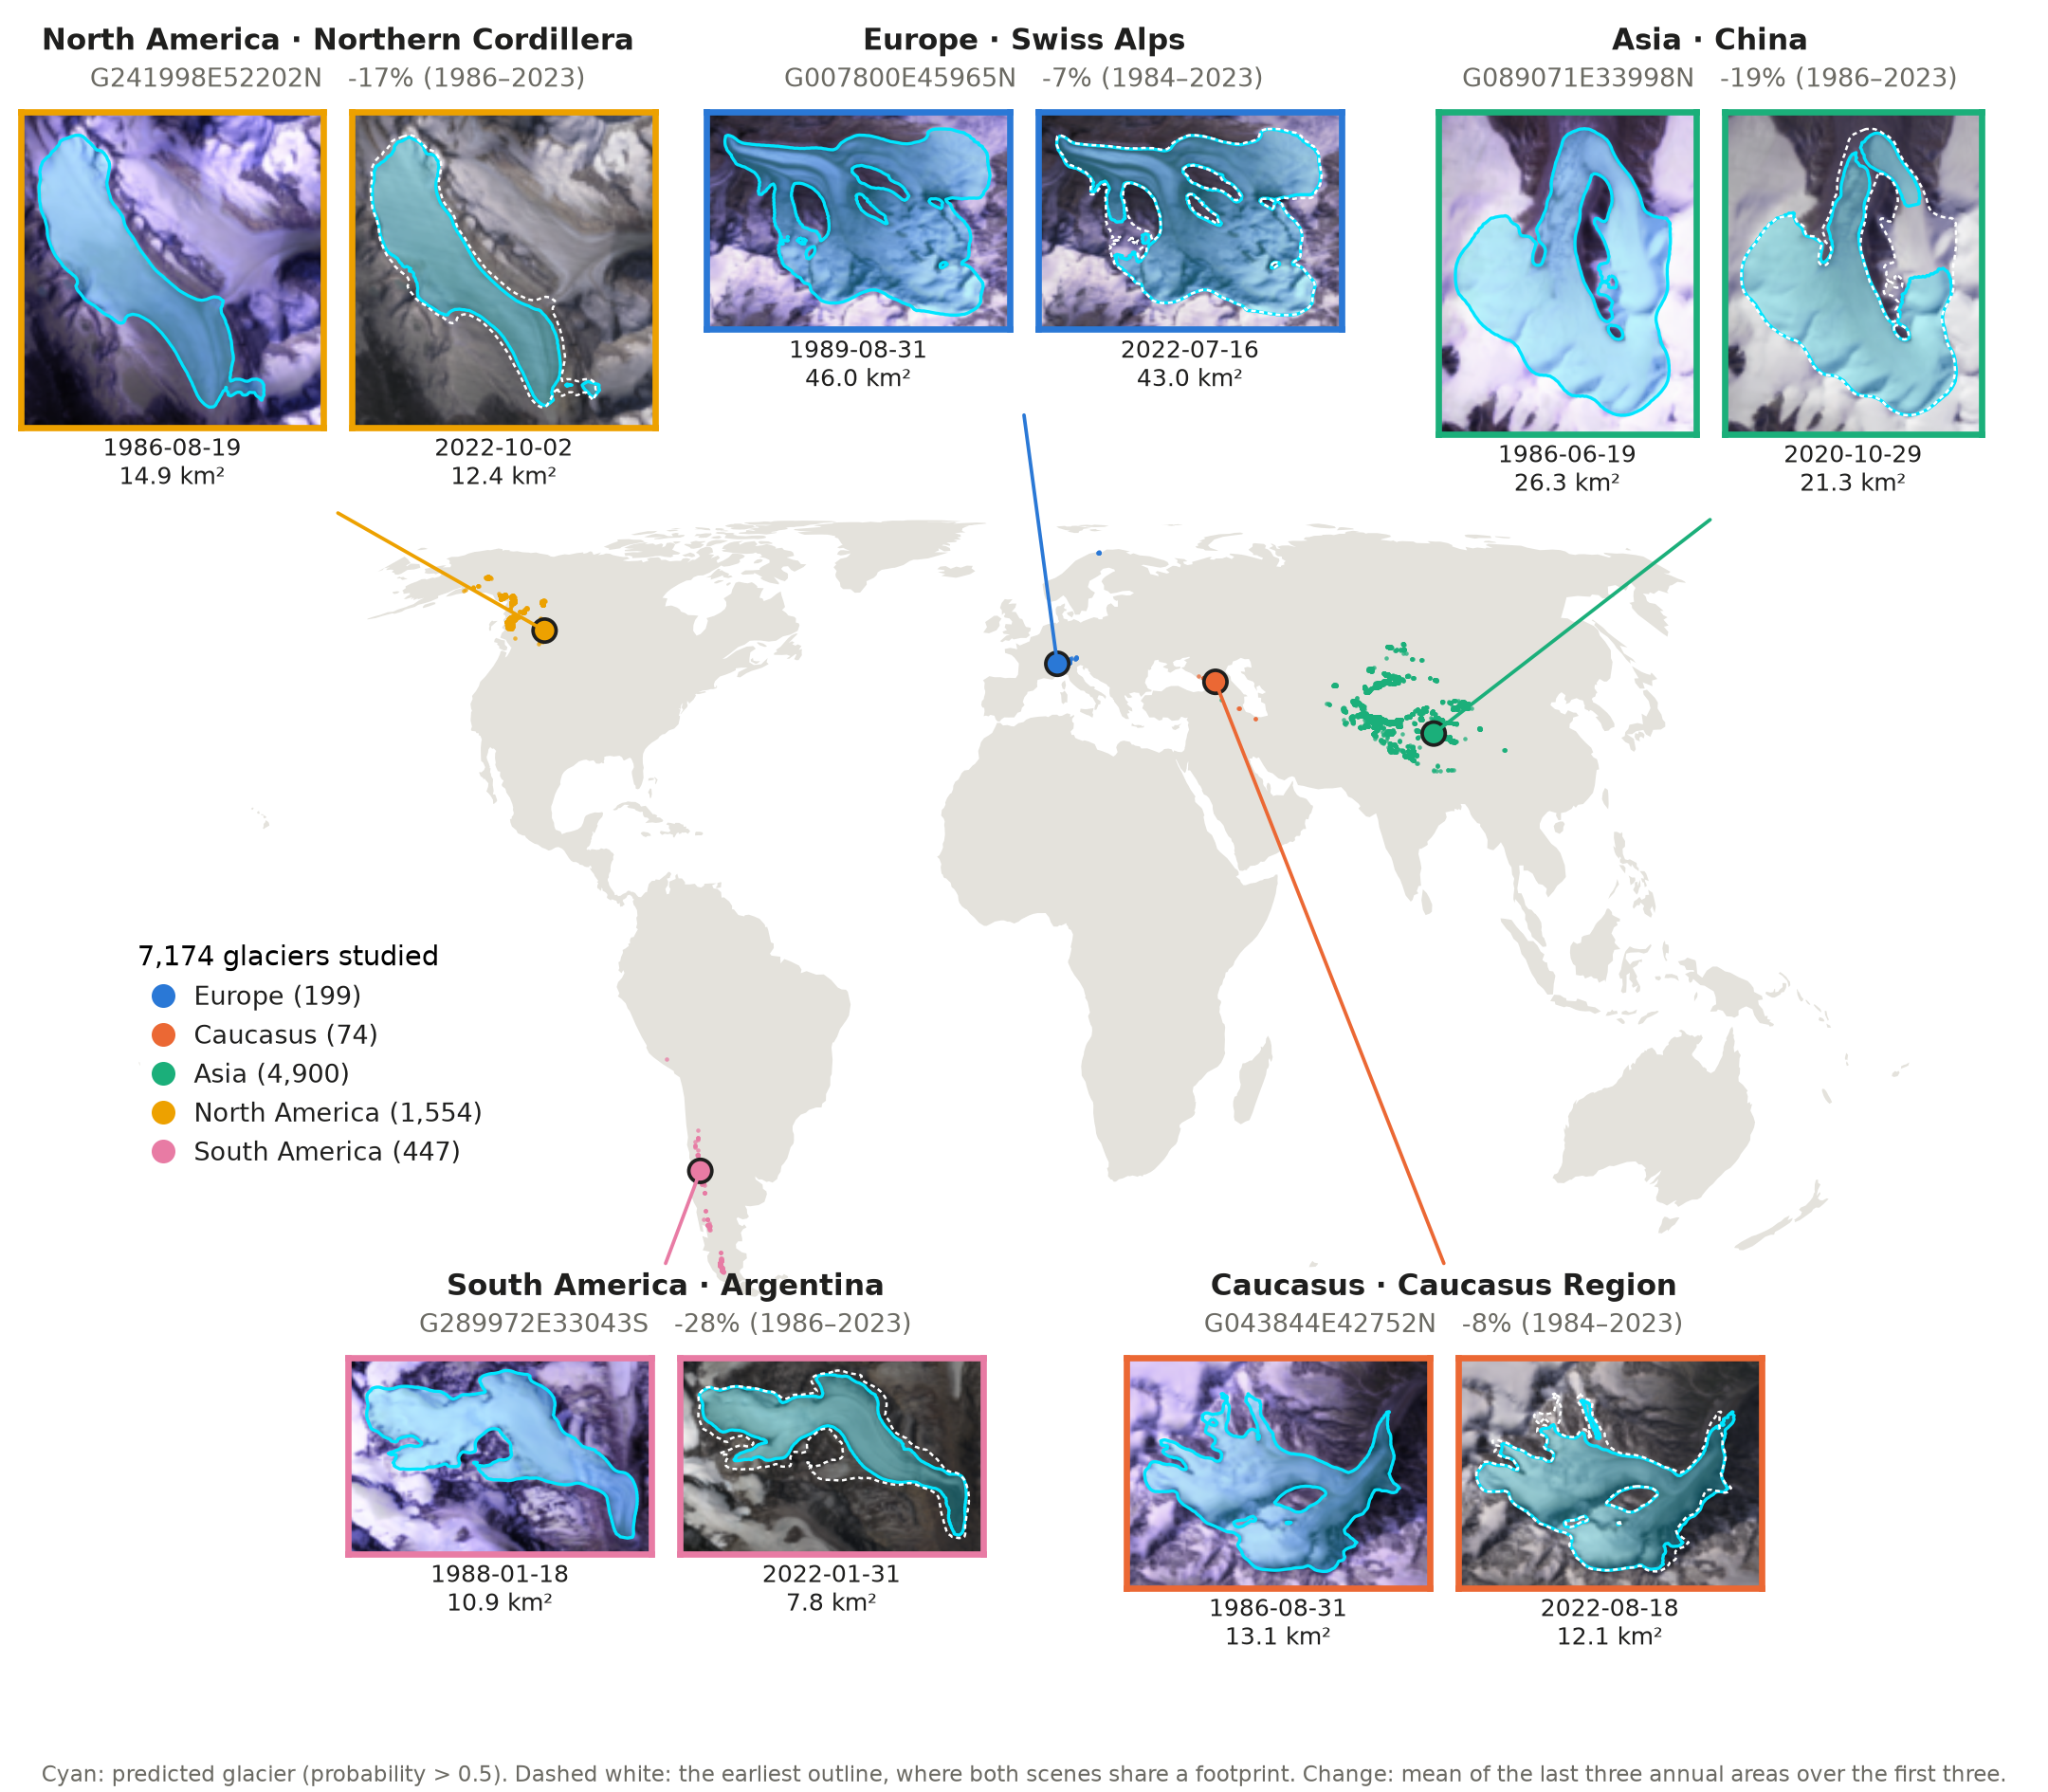 North America · Northern Cordillera
G241998E52202N -17% (1986–2023)
1986-08-19
14.9 km²
2022-10-02
12.4 km²
Europe · Swiss Alps
G007800E45965N -7% (1984–2023)
1989-08-31
46.0 km²
2022-07-16
43.0 km²
Asia · China
G089071E33998N -19% (1986–2023)
1986-06-19
26.3 km²
2020-10-29
21.3 km²
7,174 glaciers studied
Europe (199)
Caucasus (74)
Asia (4,900)
North America (1,554)
South America (447)
South America · Argentina
G289972E33043S -28% (1986–2023)
1988-01-18
10.9 km²
2022-01-31
7.8 km²
Caucasus · Caucasus Region
G043844E42752N -8% (1984–2023)
1986-08-31
13.1 km²
2022-08-18
12.1 km²
Cyan: predicted glacier (probability > 0.5). Dashed white: the earliest outline, where both scenes share a footprint. Change: mean of the last three annual areas over the first three.